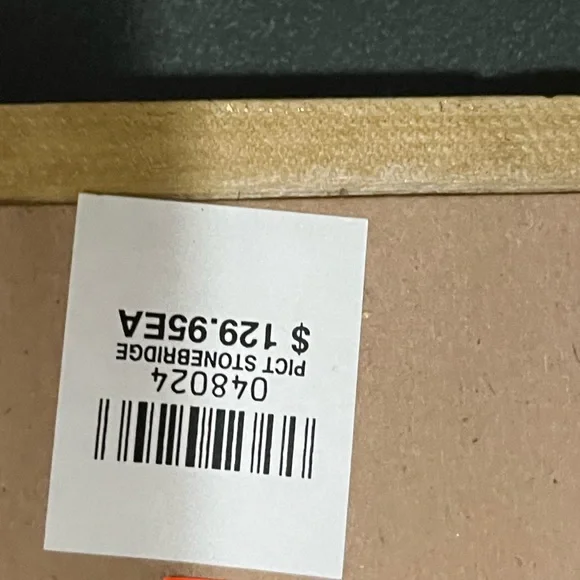 048024
PICT STONEBRIDGE
$ 129.95EA